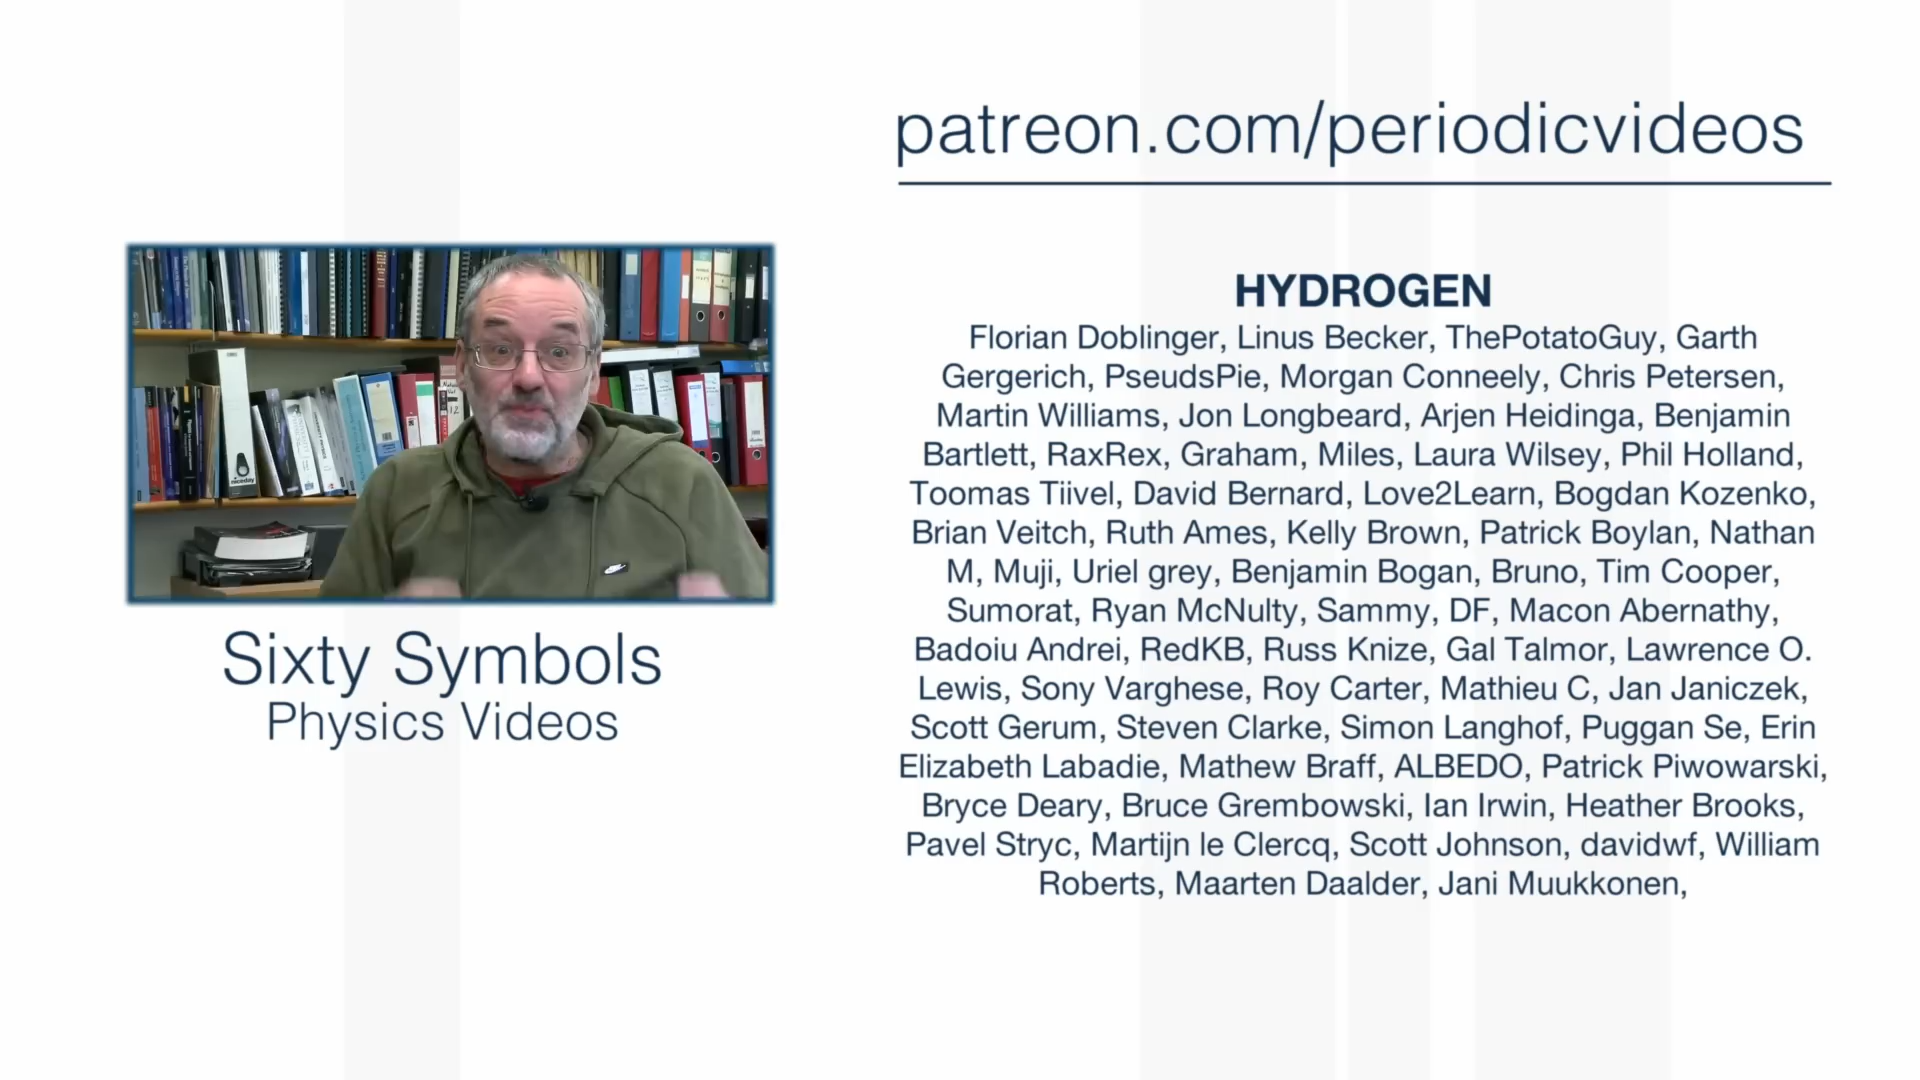 patreon.com/periodicvideos
HYDROGEN
Florian Doblinger, Linus Becker, ThePotatoGuy, Garth
Gergerich, PseudsPie, Morgan Conneely, Chris Petersen,
Martin Williams, Jon Longbeard, Arjen Heidinga, Benjamin
Bartlett, RaxRex, Graham, Miles, Laura Wilsey, Phil Holland,
Toomas Tiivel, David Bernard, Love2Learn, Bogdan Kozenko,
Brian Veitch, Ruth Ames, Kelly Brown, Patrick Boylan, Nathan
M, Muji, Uriel grey, Benjamin Bogan, Bruno, Tim Cooper,
Sumorat, Ryan McNulty, Sammy, DF, Macon Abernathy,
Badoiu Andrei, RedKB, Russ Knize, Gal Talmor, Lawrence O.
Lewis, Sony Varghese, Roy Carter, Mathieu C, Jan Janiczek,
Scott Gerum, Steven Clarke, Simon Langhof, Puggan Se, Erin
Elizabeth Labadie, Mathew Braff, ALBEDO, Patrick Piwowarski,
Bryce Deary, Bruce Grembowski, Ian Irwin, Heather Brooks,
Pavel Stryc, Martijn le Clercq, Scott Johnson, davidwf, William
Roberts, Maarten Daalder, Jani Muukkonen,
niceday
Sixty Symbols
Physics Videos